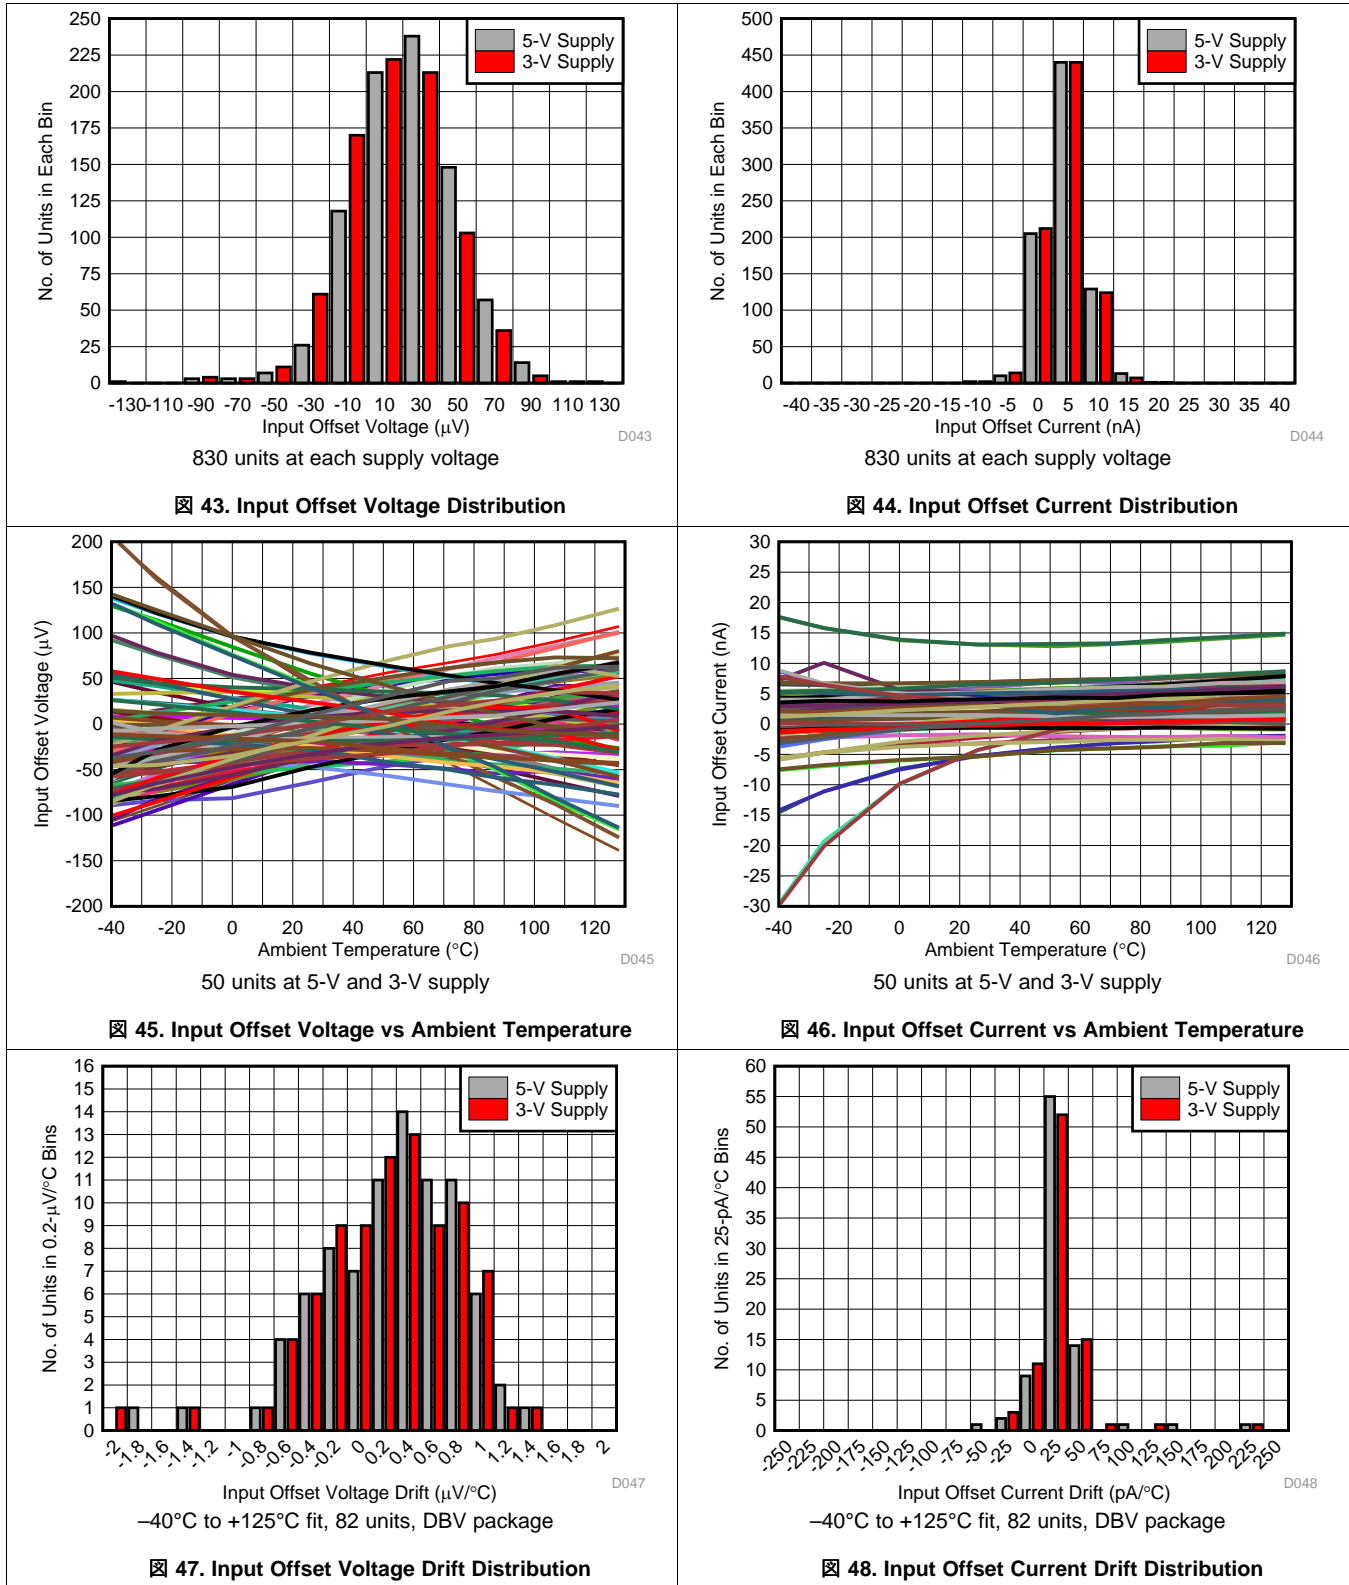 250
225
200
175
150
125
100
75
50
25
0
No. of Units in Each Bin
5-V Supply
3-V Supply
-130 -110 -90 -70 -50 -30 -10 10 30 50 70 90 110 130
Input Offset Voltage (μV)
D043
830 units at each supply voltage
図 43. Input Offset Voltage Distribution
500
450
400
350
300
250
200
150
100
50
0
No. of Units in Each Bin
5-V Supply
3-V Supply
-40 -35 -30 -25 -20 -15 -10 -5 0 5 10 15 20 25 30 35 40
Input Offset Current (nA)
D044
830 units at each supply voltage
図 44. Input Offset Current Distribution
200
150
100
50
0
-50
-100
-150
-200
Input Offset Voltage (μV)
-40 -20 0 20 40 60 80 100 120
Ambient Temperature (°C)
D045
50 units at 5-V and 3-V supply
図 45. Input Offset Voltage vs Ambient Temperature
30
25
20
15
10
5
0
-5
-10
-15
-20
-25
-30
Input Offset Current (nA)
-40 -20 0 20 40 60 80 100 120
Ambient Temperature (°C)
D046
50 units at 5-V and 3-V supply
図 46. Input Offset Current vs Ambient Temperature
16
15
14
13
12
11
10
9
8
7
6
5
4
3
2
1
0
No. of Units in 0.2-μV/°C Bins
5-V Supply
3-V Supply
-2 -1.8 -1.6 -1.4 -1.2 -1 -0.8 -0.6 -0.4 -0.2 0 0.2 0.4 0.6 0.8 1 1.2 1.4 1.6 1.8 2
Input Offset Voltage Drift (μV/°C)
D047
–40°C to +125°C fit, 82 units, DBV package
図 47. Input Offset Voltage Drift Distribution
60
55
50
45
40
35
30
25
20
15
10
5
0
No. of Units in 25-pA/°C Bins
5-V Supply
3-V Supply
-250 -225 -200 -175 -150 -125 -100 -75 -50 -25 0 25 50 75 100 125 150 175 200 225 250
Input Offset Current Drift (pA/°C)
D048
–40°C to +125°C fit, 82 units, DBV package
図 48. Input Offset Current Drift Distribution